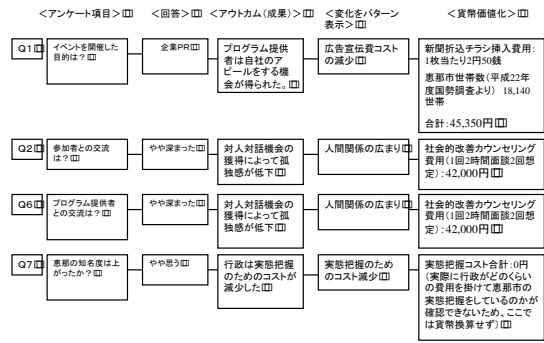 <アンケート項目> <回答> <アウトカム(成果)> <変化をパターン
表示> <貨幣価値化>
Q1
イベントを開催した
目的は?
企業PR
プログラム提供
者は自社のア
ピールをする機
会が得られた。
広告宣伝費コスト
の減少
新聞折込チラシ挿入費用:
1枚当たり2円50銭
恵那市世帯数(平成22年
度国勢調査より) 18,140
世帯
合計:45,350円
Q2
参加者との交流
は?
やや深まった
対人対話機会の
獲得によって孤
独感が低下
人間関係の広まり
社会的改善カウンセリング
費用(1回2時間面談2回想
定):42,000円
Q6
プログラム提供者
との交流は?
やや深まった
対人対話機会の
獲得によって孤
独感が低下
人間関係の広まり
社会的改善カウンセリング
費用(1回2時間面談2回想
定):42,000円
Q7
恵那の知名度は上
がったか?
やや思う
行政は実態把握
のためのコストが
減少した
実態把握のため
のコスト減少
実態把握コスト合計:0円
(実際に行政がどのくらい
の費用を掛けて恵那市の
実態把握をしているのかが
確認できないため、ここで
は貨幣換算せず)